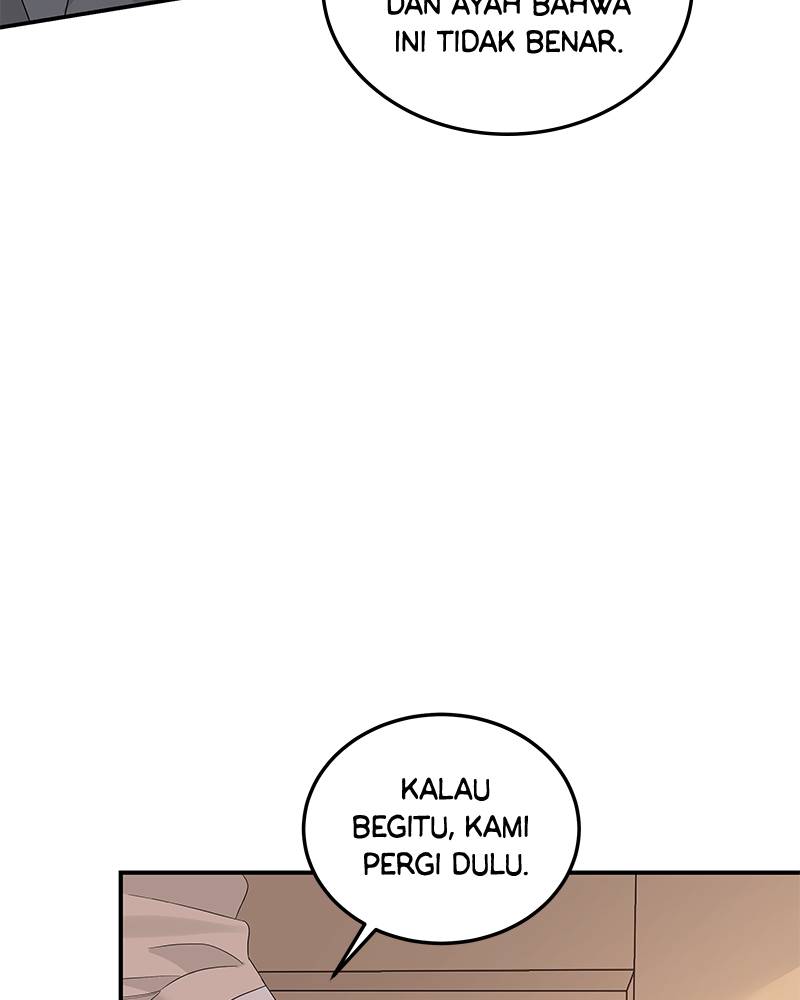 DAN AYAH BAHWA
INI TIDAK BENAR.
KALAU
BEGITU, KAMI
PERGI DULU.